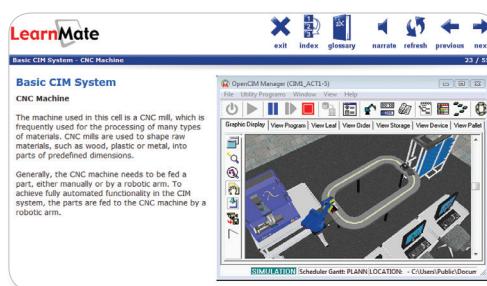 LearnMate
exit index glossary narrate refresh previous next
Basic CIM System - CNC Machine 23 / 55
Basic CIM System
CNC Machine
The machine used in this cell is a CNC mill, which is
frequently used for the processing of many types
of materials. CNC mills are used to shape raw
materials, such as wood, plastic or metal, into
parts of predefined dimensions.
Generally, the CNC machine needs to be fed a
part, either manually or by a robotic arm. To
achieve fully automated functionality in the CIM
system, the parts are fed to the CNC machine by a
robotic arm.
OpenCIM Manager (CIM1_ACT1-5)
File Utility Programs Window View Help
Graphic Display View Program View Leaf View Order View Storage View Device View Pallet
SIMULATION Scheduler Gantt: PLANN LOCATION: - C:\Users\Public\Docum